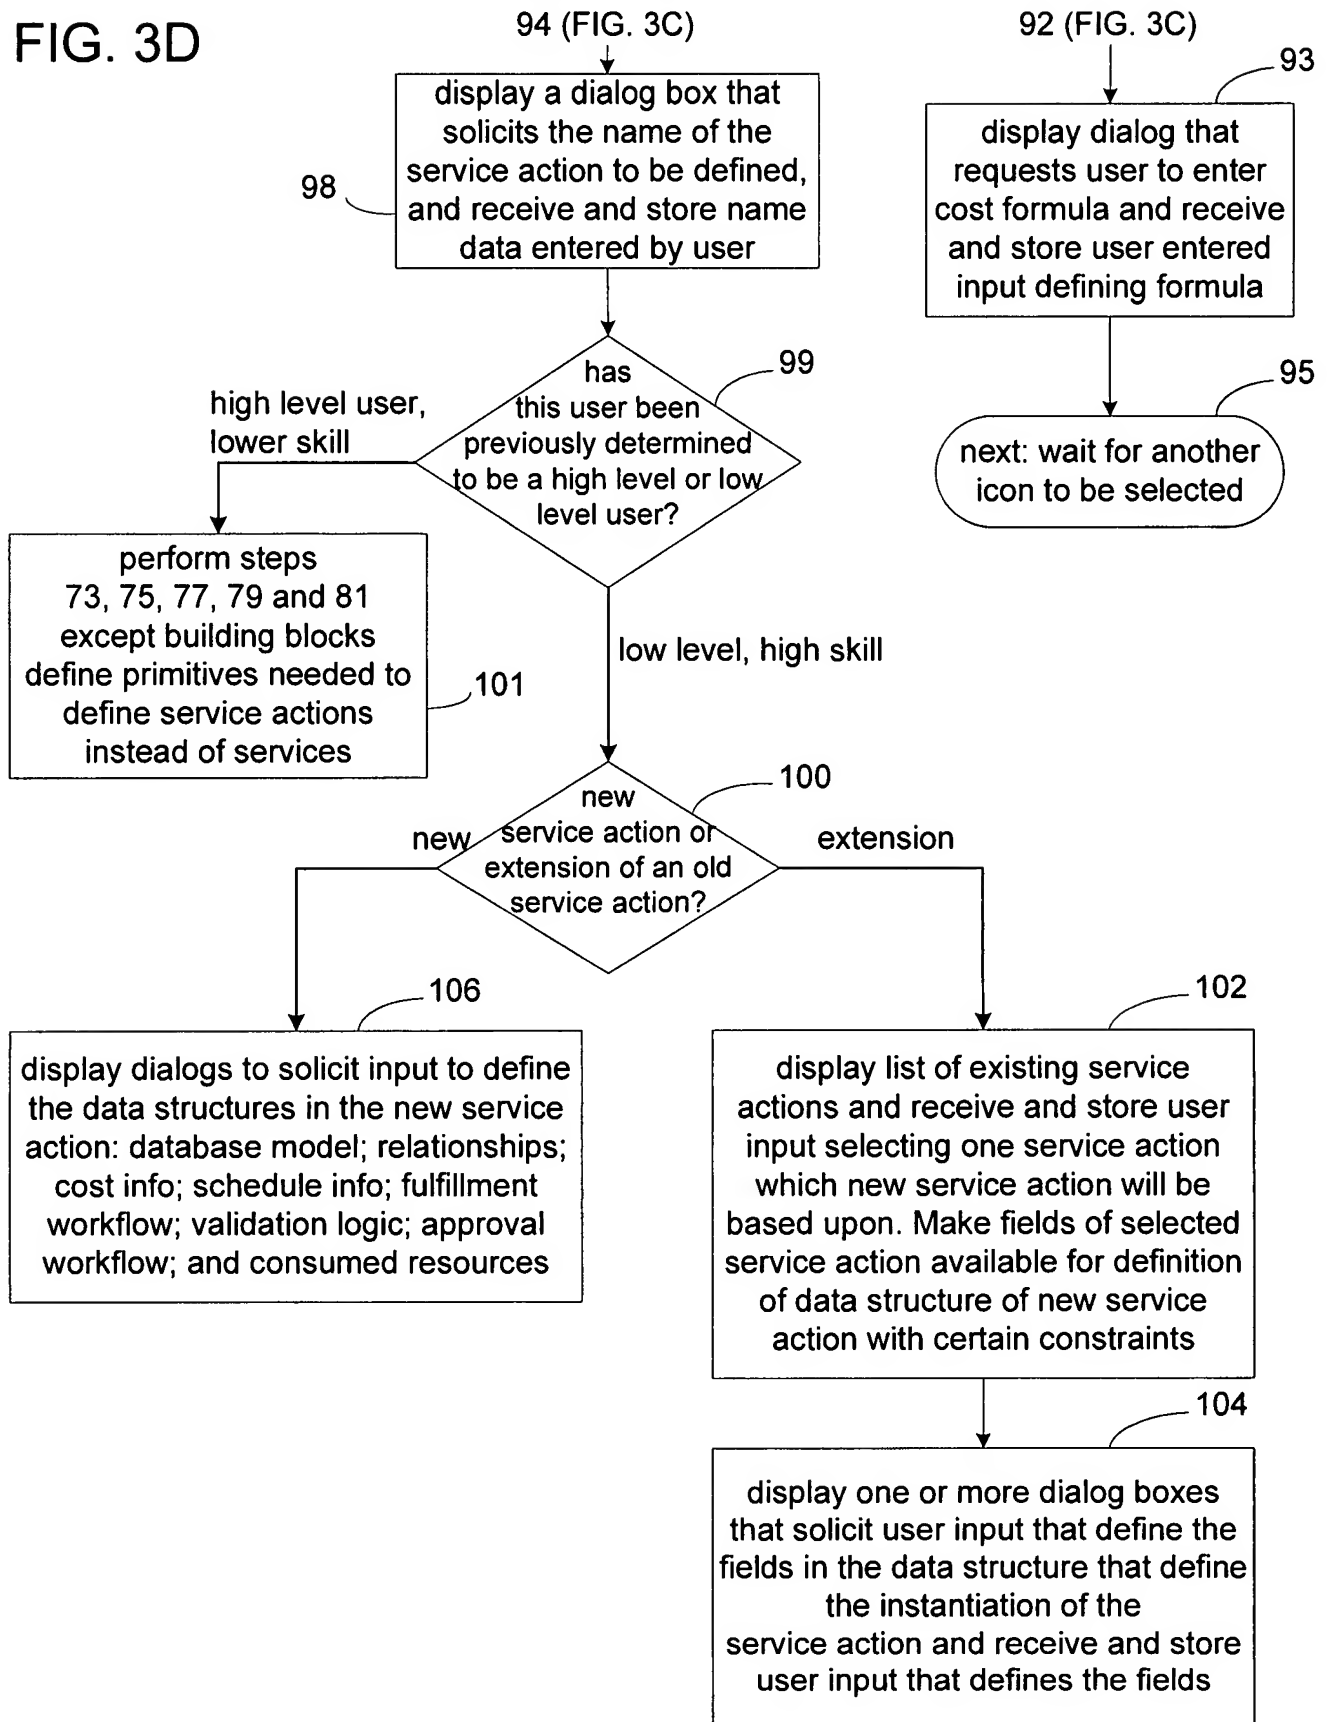 FIG. 3D
94 (FIG. 3C)
display a dialog box that
solicits the name of the
service action to be defined,
and receive and store name
data entered by user
98
92 (FIG. 3C)
93
display dialog that
requests user to enter
cost formula and receive
and store user entered
input defining formula
95
next: wait for another
icon to be selected
99
has
this user been
previously determined
to be a high level or low
level user?
high level user,
lower skill
perform steps
73, 75, 77, 79 and 81
except building blocks
define primitives needed to
define service actions
instead of services
101
low level, high skill
100
new
service action or
extension of an old
service action?
new
extension
106
display dialogs to solicit input to define
the data structures in the new service
action: database model; relationships;
cost info; schedule info; fulfillment
workflow; validation logic; approval
workflow; and consumed resources
102
display list of existing service
actions and receive and store user
input selecting one service action
which new service action will be
based upon. Make fields of selected
service action available for definition
of data structure of new service
action with certain constraints
104
display one or more dialog boxes
that solicit user input that define the
fields in the data structure that define
the instantiation of the
service action and receive and store
user input that defines the fields